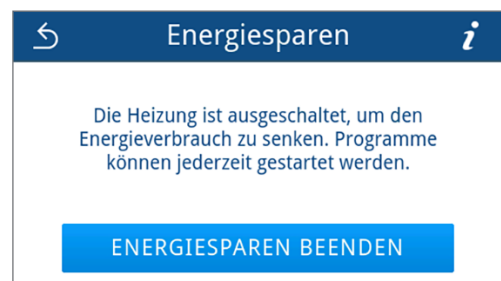 Energiesparen
i
Die Heizung ist ausgeschaltet, um den
Energieverbrauch zu senken. Programme
können jederzeit gestartet werden.
ENERGIESPAREN BEENDEN